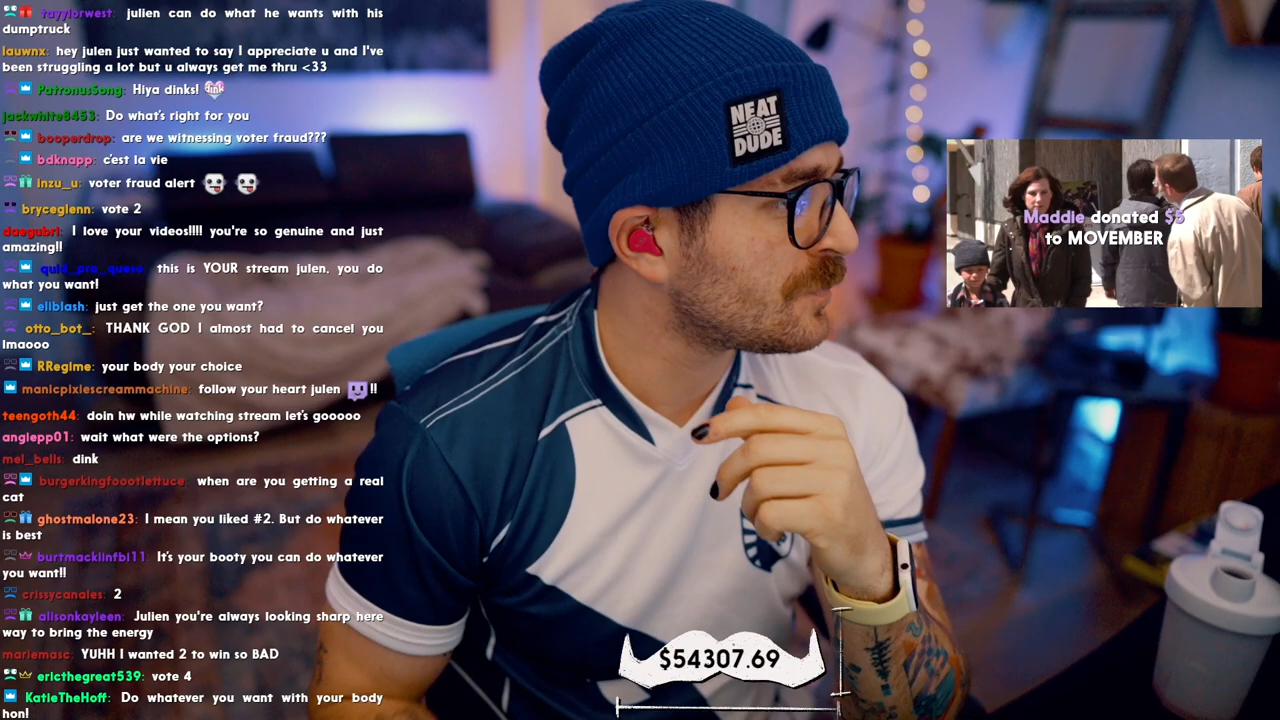 tayylorwest: julien can do what he wants with his
dumptruck
lauwnx: hey julen just wanted to say I appreciate u and I've
been struggling a lot but u always get me thru <33
PatronusSong: Hiya dinks!
jackwhite8453: Do what's right for you
booperdrop: are we witnessing voter fraud???
bdknapp: c'est la vie
inzu_u: voter fraud alert
bryceglenn: vote 2
daegubri: I love your videos!!!! you're so genuine and just
amazing!!
quid_pro_queso: this is YOUR stream julen, you do
what you want!
eliblash: just get the one you want?
otto_bot_: THANK GOD I almost had to cancel you
lmaooo
RRegime: your body your choice
manicpixiescreammachine: follow your heart julen !!
teengoth44: doin hw while watching stream let's gooooo
angiepp01: wait what were the options?
mel_bells: dink
burgerkingfoootlettuce: when are you getting a real
cat
ghostmalone23: I mean you liked #2. But do whatever
is best
burtmacklinfbi11: It's your booty you can do whatever
you want!!
crissycanales: 2
alisonkayleen: Julien you're always looking sharp here
way to bring the energy
mariemasc: YUHH I wanted 2 to win so BAD
ericthegreat539: vote 4
KatieTheHoff: Do whatever you want with your body
hon!
NEAT
DUDE
Maddie donated $5
to MOVEMBER
$54307.69